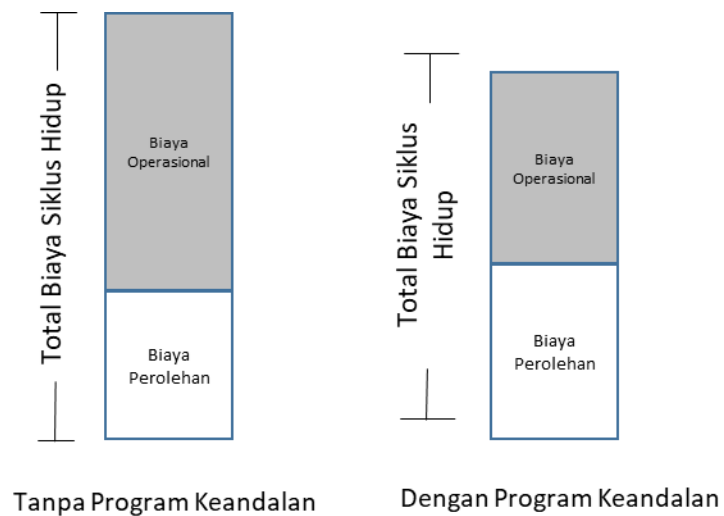 Total Biaya Siklus Hidup
Biaya
Operasional
Biaya
Perolehan
Tanpa Program Keandalan
Total Biaya Siklus
Hidup
Biaya
Operasional
Biaya
Perolehan
Dengan Program Keandalan